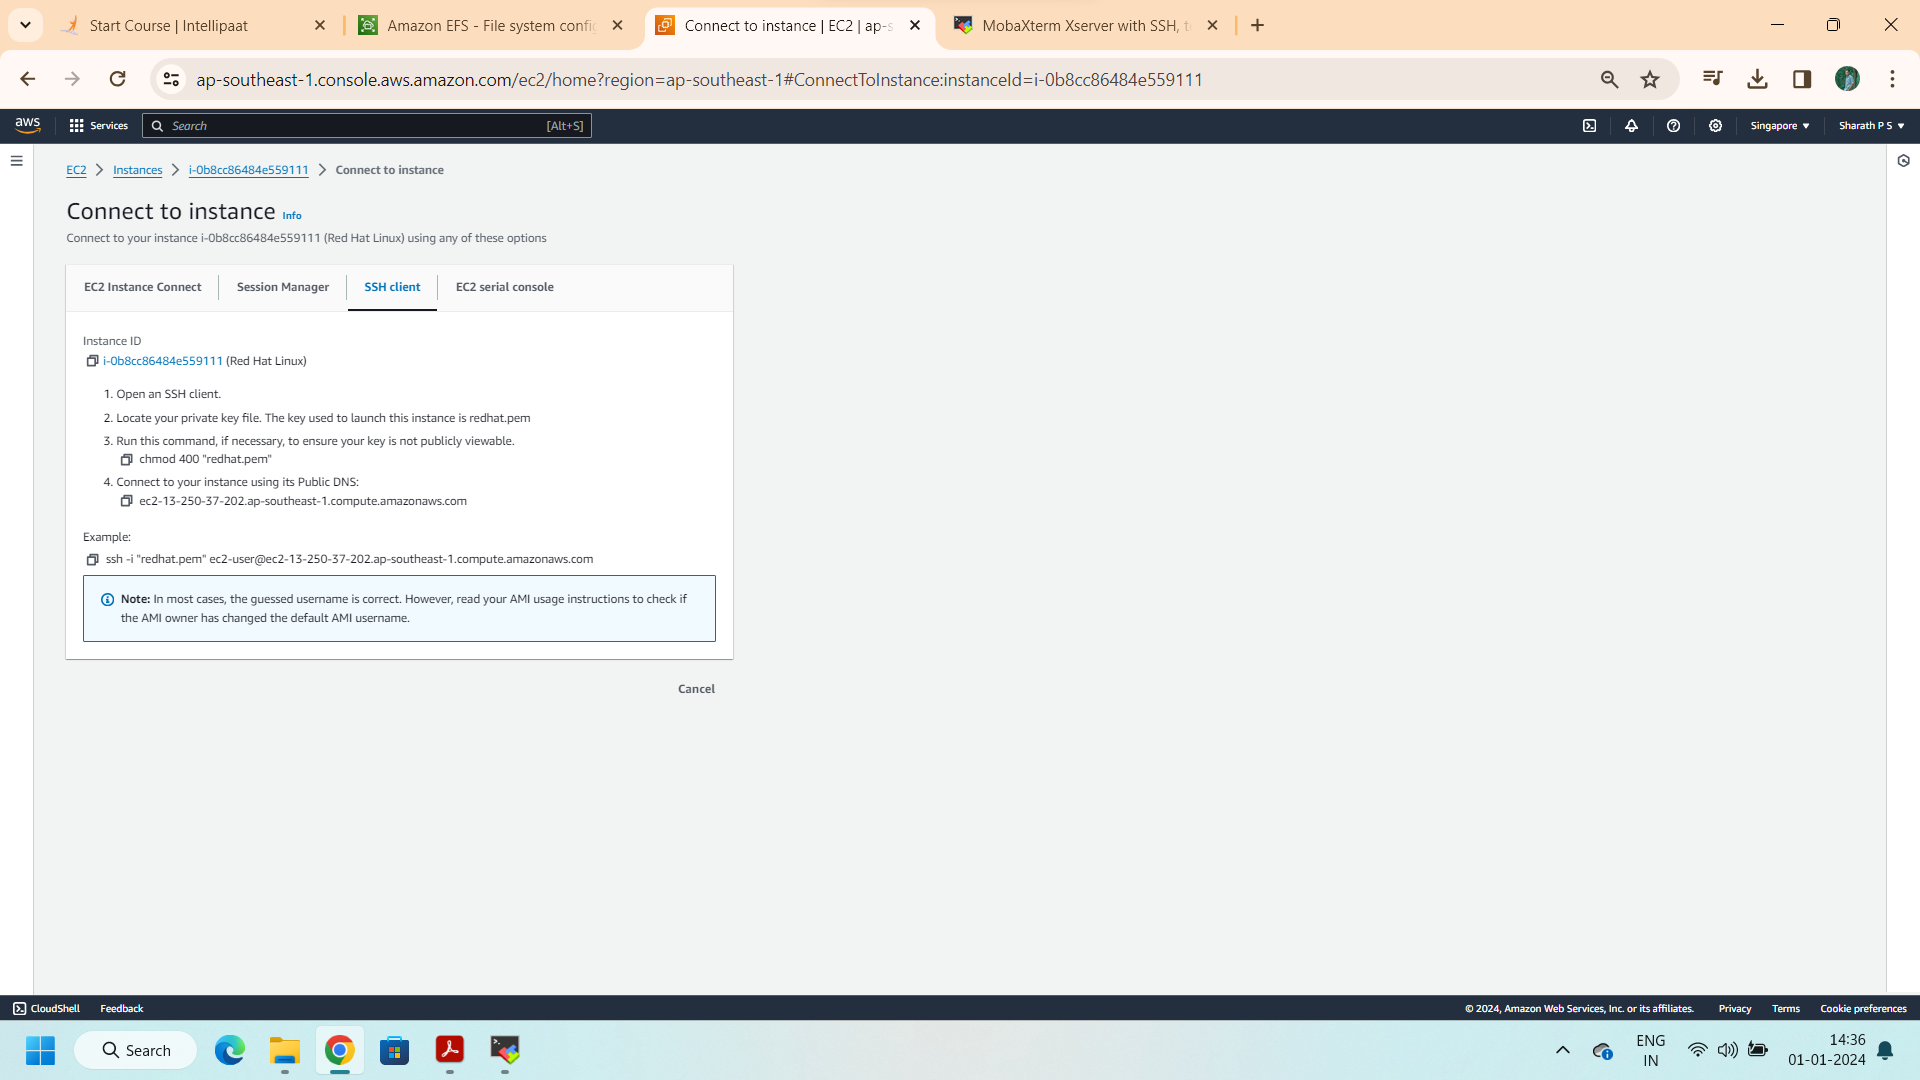 Start Course | Intellipaat
Amazon EFS - File system config
Connect to instance | EC2 | ap-s
MobaXterm Xserver with SSH, te
ap-southeast-1.console.aws.amazon.com/ec2/home?region=ap-southeast-1#ConnectToInstance:instanceId=i-0b8cc86484e559111
aws
Services
Search
[Alt+S]
Singapore
Sharath P S
EC2 > Instances > i-0b8cc86484e559111 > Connect to instance
Connect to instance Info
Connect to your instance i-0b8cc86484e559111 (Red Hat Linux) using any of these options
EC2 Instance Connect
Session Manager
SSH client
EC2 serial console
Instance ID
i-0b8cc86484e559111 (Red Hat Linux)
1. Open an SSH client.
2. Locate your private key file. The key used to launch this instance is redhat.pem
3. Run this command, if necessary, to ensure your key is not publicly viewable.
chmod 400 "redhat.pem"
4. Connect to your instance using its Public DNS:
ec2-13-250-37-202.ap-southeast-1.compute.amazonaws.com
Example:
ssh -i "redhat.pem" ec2-user@ec2-13-250-37-202.ap-southeast-1.compute.amazonaws.com
Note: In most cases, the guessed username is correct. However, read your AMI usage instructions to check if
the AMI owner has changed the default AMI username.
Cancel
CloudShell
Feedback
© 2024, Amazon Web Services, Inc. or its affiliates.
Privacy
Terms
Cookie preferences
Search
ENG
IN
14:36
01-01-2024